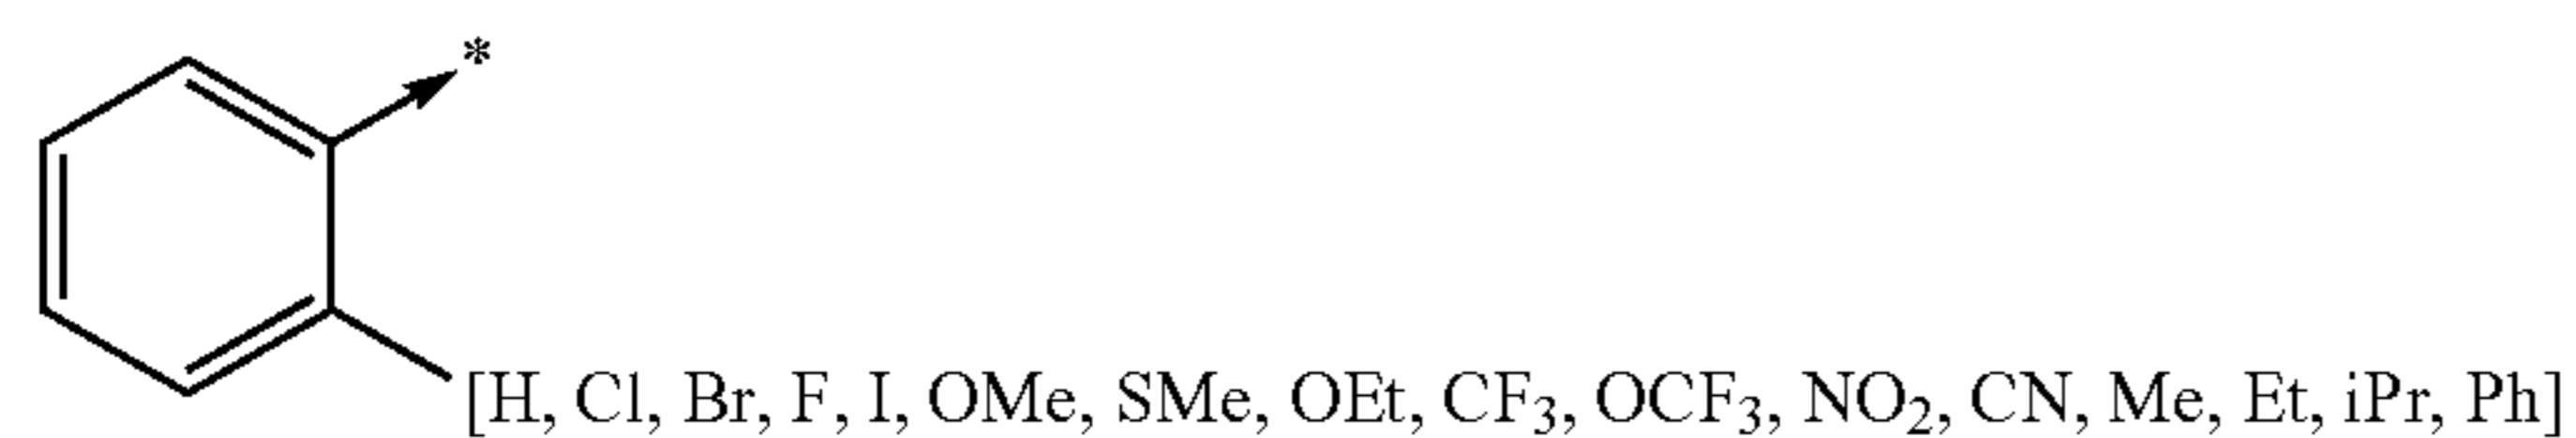 *
[H, Cl, Br, F, I, OMe, SMe, OEt, CF₃, OCF₃, NO₂, CN, Me, Et, iPr, Ph]